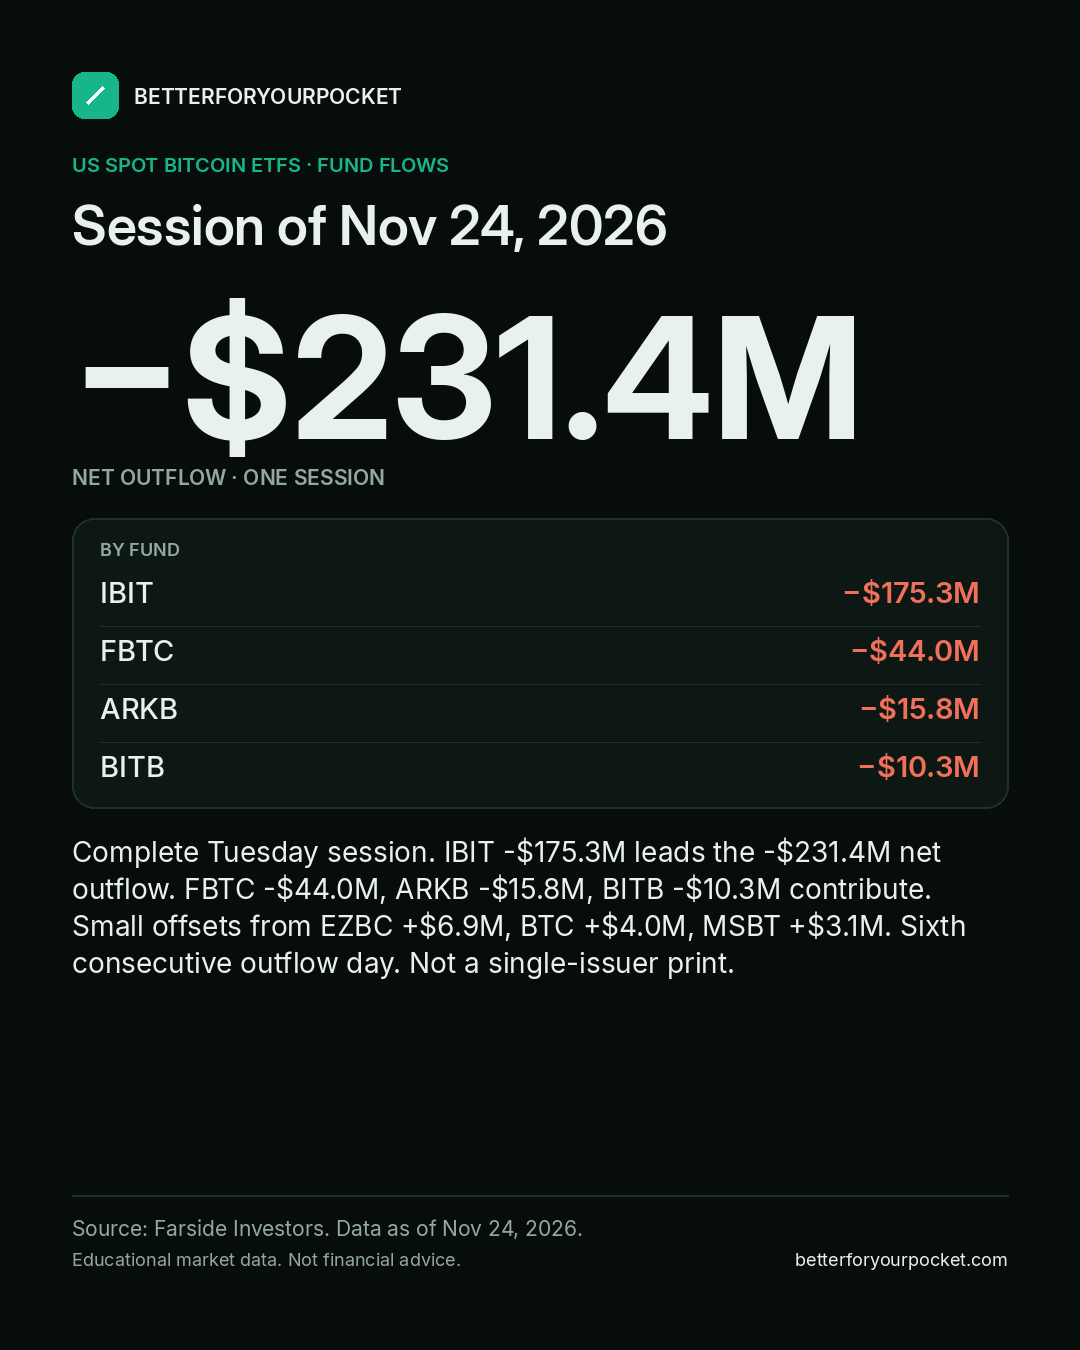 BETTERFORYOURPOCKET
US SPOT BITCOIN ETFS · FUND FLOWS
Session of Nov 24, 2026
−$231.4M
NET OUTFLOW · ONE SESSION
BY FUND
IBIT −$175.3M
FBTC −$44.0M
ARKB −$15.8M
BITB −$10.3M
Complete Tuesday session. IBIT -$175.3M leads the -$231.4M net
outflow. FBTC -$44.0M, ARKB -$15.8M, BITB -$10.3M contribute.
Small offsets from EZBC +$6.9M, BTC +$4.0M, MSBT +$3.1M. Sixth
consecutive outflow day. Not a single-issuer print.
Source: Farside Investors. Data as of Nov 24, 2026.
Educational market data. Not financial advice. betterforyourpocket.com